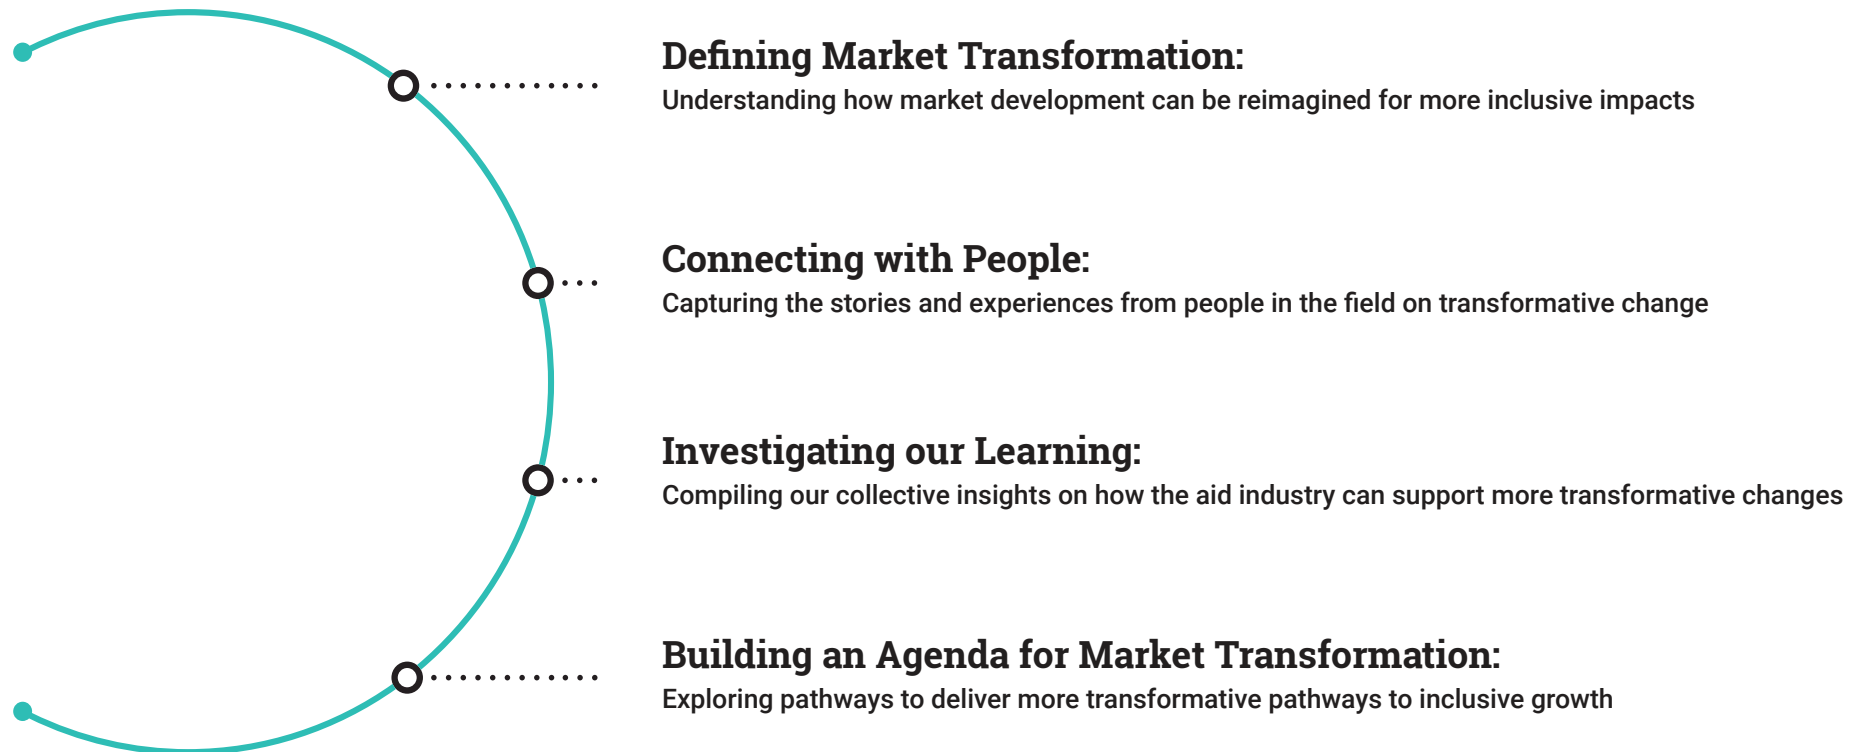 Defining Market Transformation:
Understanding how market development can be reimagined for more inclusive impacts
Connecting with People:
Capturing the stories and experiences from people in the field on transformative change
Investigating our Learning:
Compiling our collective insights on how the aid industry can support more transformative changes
Building an Agenda for Market Transformation:
Exploring pathways to deliver more transformative pathways to inclusive growth